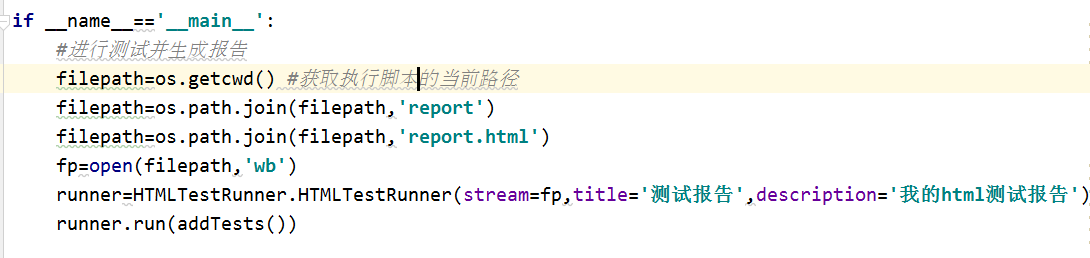 if __name__=='__main__':
    #进行测试并生成报告
    filepath=os.getcwd() #获取执行脚本的当前路径
    filepath=os.path.join(filepath,'report')
    filepath=os.path.join(filepath,'report.html')
    fp=open(filepath,'wb')
    runner=HTMLTestRunner.HTMLTestRunner(stream=fp,title='测试报告',description='我的html测试报告')
    runner.run(addTests())